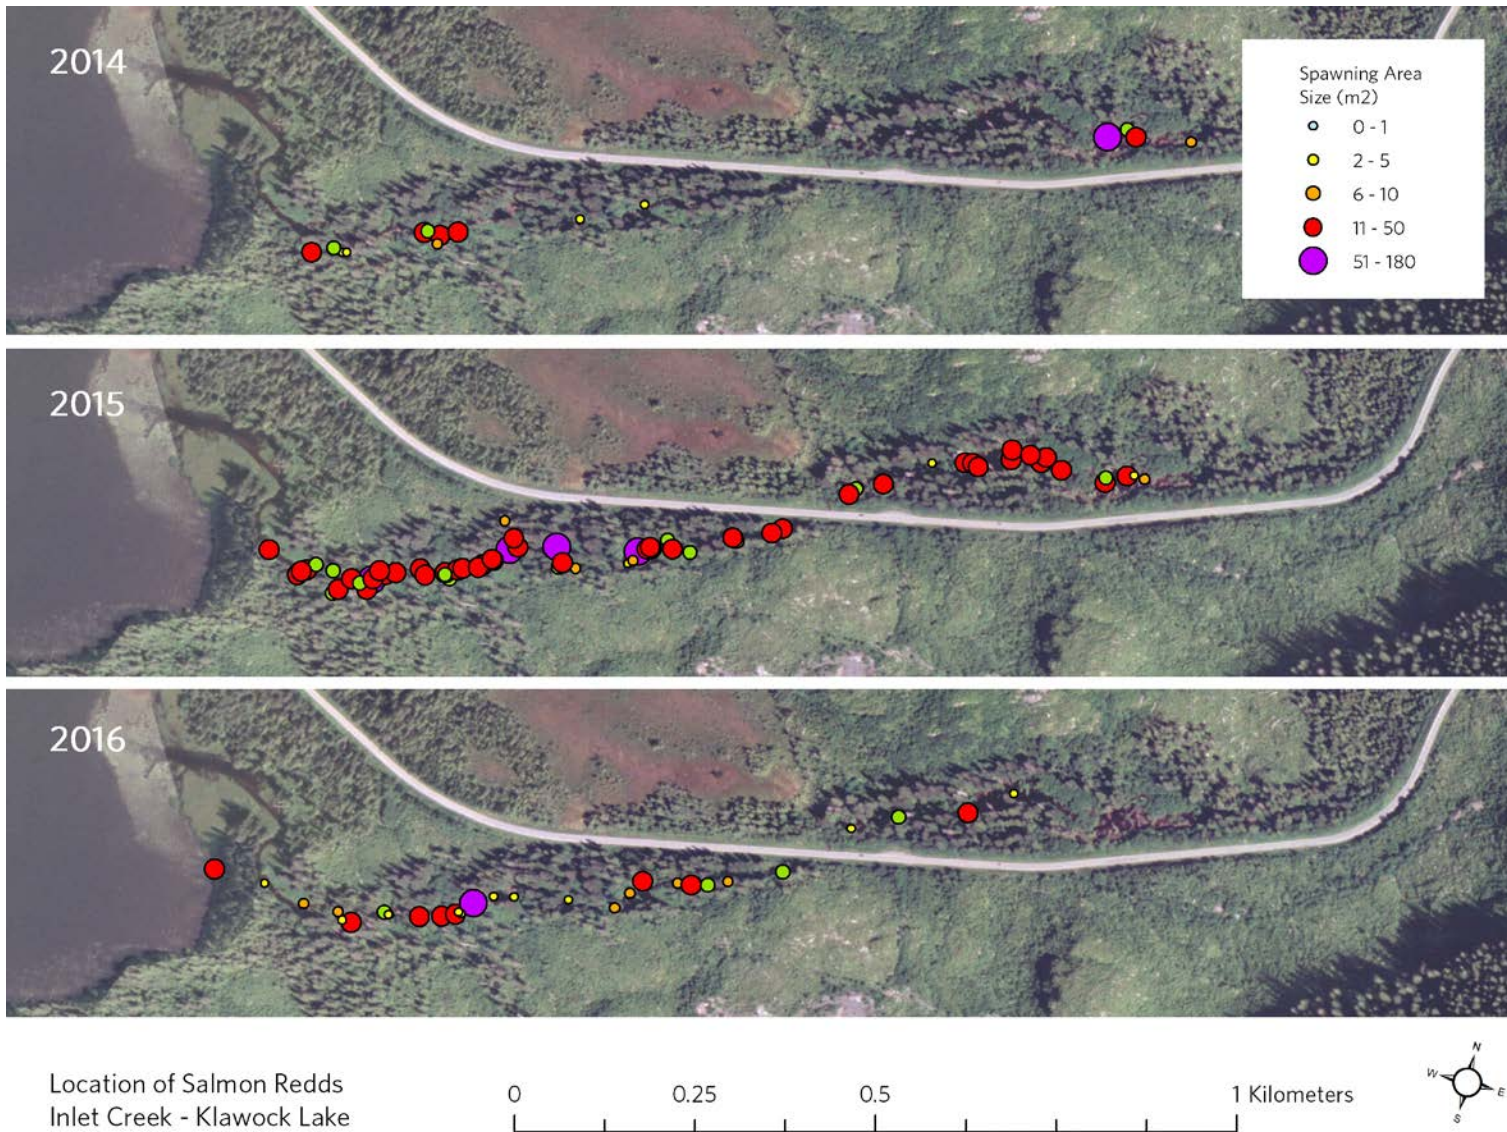 2014
Spawning Area
Size (m2)
0 - 1
2 - 5
6 - 10
11 - 50
51 - 180
2015
2016
Location of Salmon Redds
Inlet Creek - Klawock Lake
0 0.25 0.5 1 Kilometers
N
W
E
S